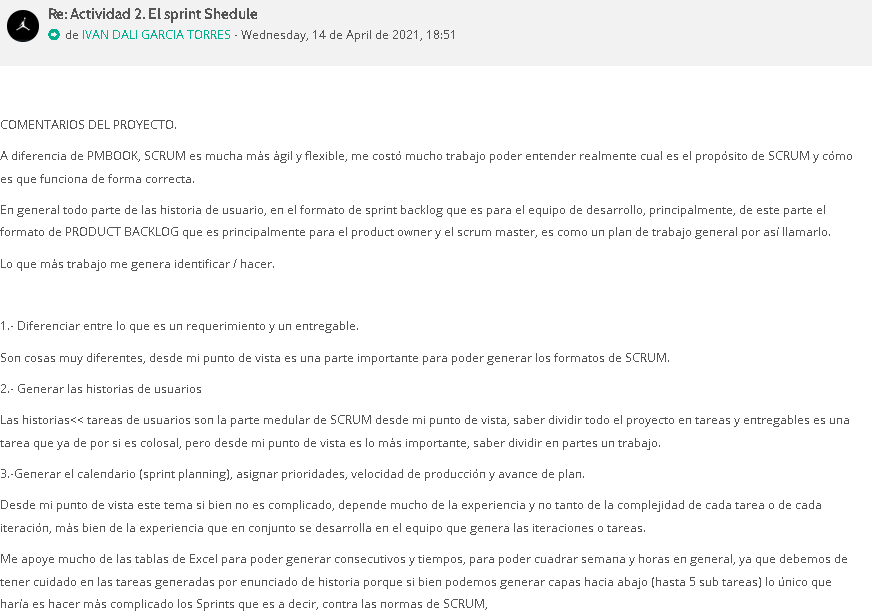 Re: Actividad 2. El sprint Shedule
de IVAN DALI GARCIA TORRES - Wednesday, 14 de April de 2021, 18:51
COMENTARIOS DEL PROYECTO.
A diferencia de PMBOOK, SCRUM es mucha más ágil y flexible, me costó mucho trabajo poder entender realmente cual es el propósito de SCRUM y cómo
es que funciona de forma correcta.
En general todo parte de las historia de usuario, en el formato de sprint backlog que es para el equipo de desarrollo, principalmente, de este parte el
formato de PRODUCT BACKLOG que es principalmente para el product owner y el scrum master, es como un plan de trabajo general por así llamarlo.
Lo que más trabajo me genera identificar / hacer.
1.- Diferenciar entre lo que es un requerimiento y un entregable.
Son cosas muy diferentes, desde mi punto de vista es una parte importante para poder generar los formatos de SCRUM.
2.- Generar las historias de usuarios
Las historias<< tareas de usuarios son la parte medular de SCRUM desde mi punto de vista, saber dividir todo el proyecto en tareas y entregables es una
tarea que ya de por si es colosal, pero desde mi punto de vista es lo más importante, saber dividir en partes un trabajo.
3.-Generar el calendario (sprint planning), asignar prioridades, velocidad de producción y avance de plan.
Desde mi punto de vista este tema si bien no es complicado, depende mucho de la experiencia y no tanto de la complejidad de cada tarea o de cada
iteración, más bien de la experiencia que en conjunto se desarrolla en el equipo que genera las iteraciones o tareas.
Me apoye mucho de las tablas de Excel para poder generar consecutivos y tiempos, para poder cuadrar semana y horas en general, ya que debemos de
tener cuidado en las tareas generadas por enunciado de historia porque si bien podemos generar capas hacia abajo (hasta 5 sub tareas) lo único que
haría es hacer más complicado los Sprints que es a decir, contra las normas de SCRUM,